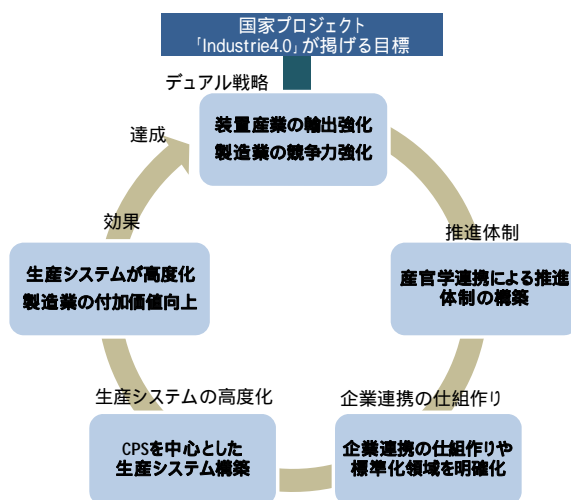 国家プロジェクト
「Industrie4.0」が掲げる目標
デュアル戦略
装置産業の輸出強化
製造業の競争力強化
達成
効果
推進体制
生産システムが高度化
製造業の付加価値向上
産官学連携による推進
体制の構築
生産システムの高度化
企業連携の仕組作り
CPSを中心とした
生産システム構築
企業連携の仕組作りや
標準化領域を明確化